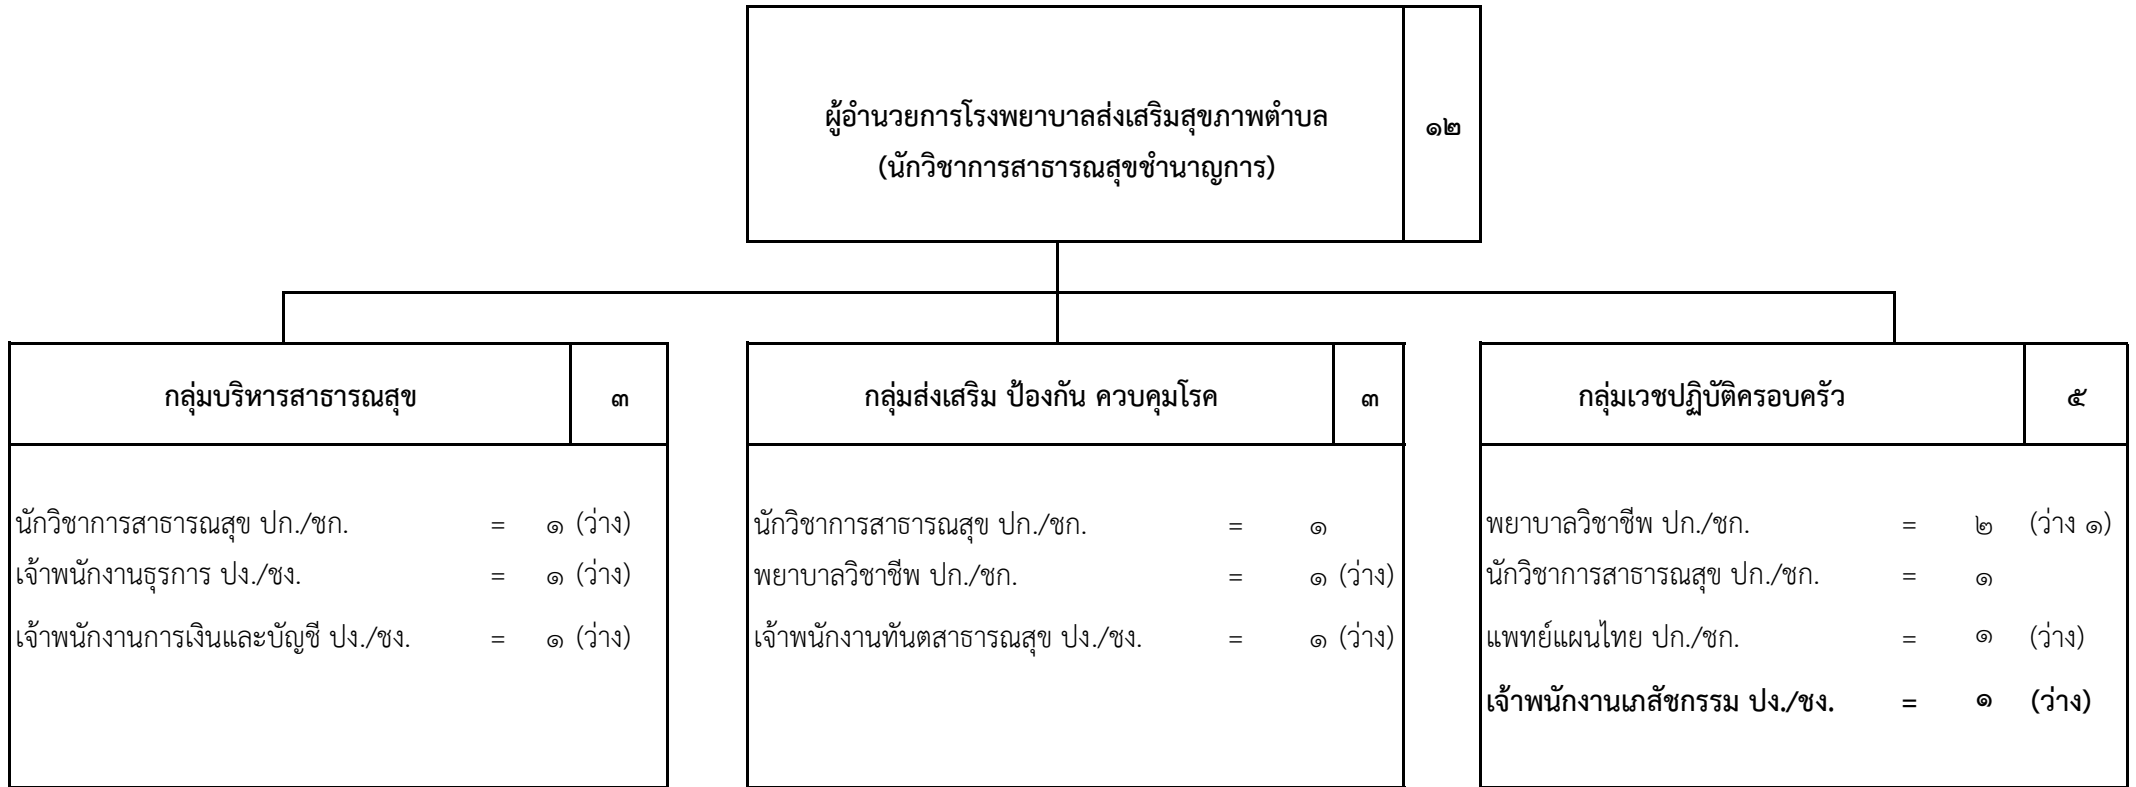 ผู้อำนวยการโรงพยาบาลส่งเสริมสุขภาพตำบล ๑๒
(นักวิชาการสาธารณสุขชำนาญการ)
กลุ่มบริหารสาธารณสุข ๓
นักวิชาการสาธารณสุข ปก./ชก. = ๑ (ว่าง)
เจ้าพนักงานธุรการ ปง./ชง. = ๑ (ว่าง)
เจ้าพนักงานการเงินและบัญชี ปง./ชง. = ๑ (ว่าง)
กลุ่มส่งเสริม ป้องกัน ควบคุมโรค ๓
นักวิชาการสาธารณสุข ปก./ชก. = ๑
พยาบาลวิชาชีพ ปก./ชก. = ๑ (ว่าง)
เจ้าพนักงานทันตสาธารณสุข ปง./ชง. = ๑ (ว่าง)
กลุ่มเวชปฏิบัติครอบครัว ๕
พยาบาลวิชาชีพ ปก./ชก. = ๒ (ว่าง ๑)
นักวิชาการสาธารณสุข ปก./ชก. = ๑
แพทย์แผนไทย ปก./ชก. = ๑ (ว่าง)
เจ้าพนักงานเภสัชกรรม ปง./ชง. = ๑ (ว่าง)